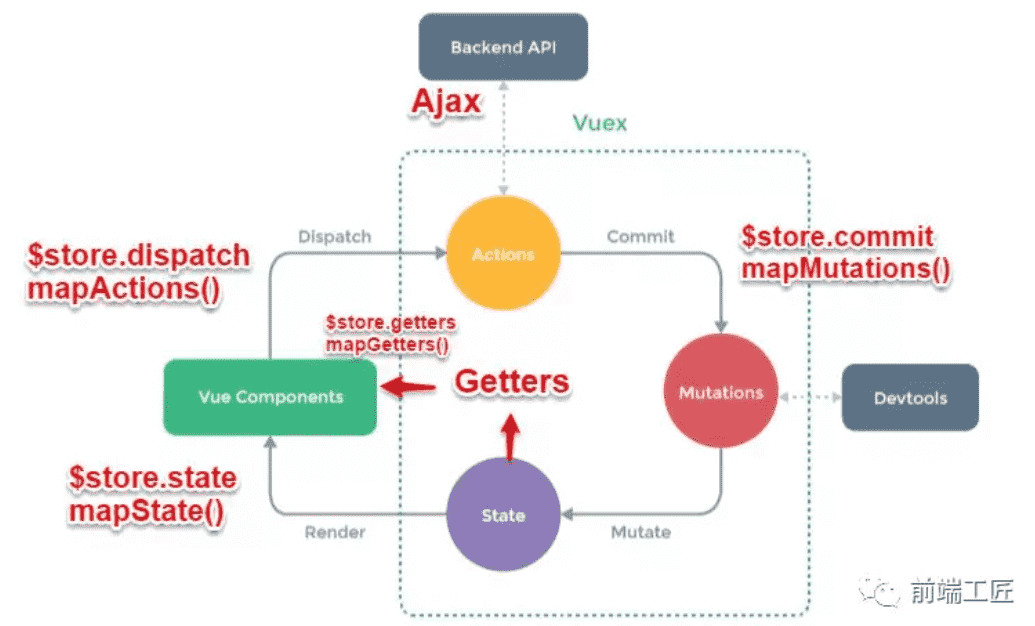 Backend API
Ajax
Vuex
Dispatch
Commit
$store.dispatch
mapActions()
Actions
$store.commit
mapMutations()
$store.getters
mapGetters()
Getters
Vue Components
Mutations
Devtools
$store.state
mapState()
State
Render
Mutate
前端工匠